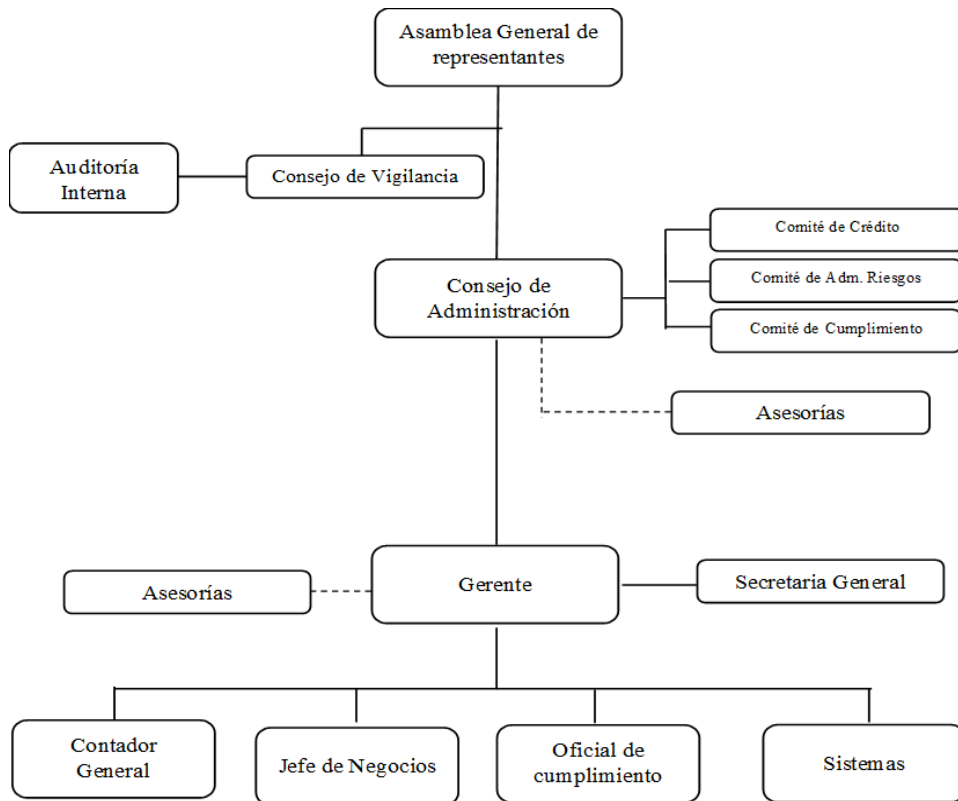 Asamblea General de
representantes
Auditoría
Interna
Consejo de Vigilancia
Comité de Crédito
Consejo de
Administración
Comité de Adm. Riesgos
Comité de Cumplimiento
Asesorías
Asesorías
Gerente
Secretaria General
Contador
General
Jefe de Negocios
Oficial de
cumplimiento
Sistemas